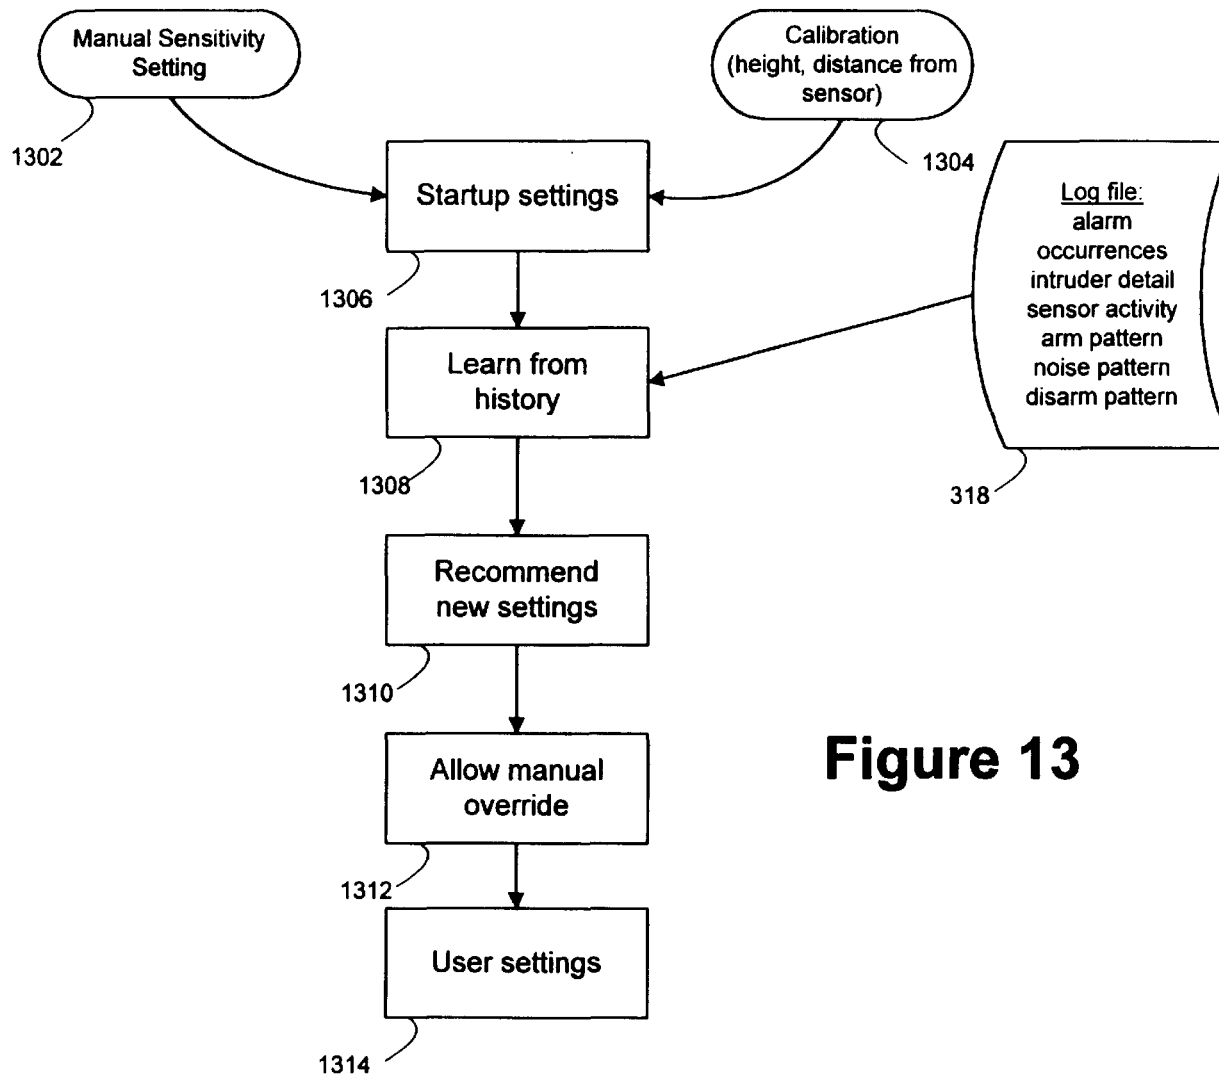 Manual Sensitivity
Setting
1302
Calibration
(height, distance from
sensor)
1304
Startup settings
1306
Log file:
alarm
occurrences
intruder detail
sensor activity
arm pattern
noise pattern
disarm pattern
318
Learn from
history
1308
Recommend
new settings
1310
Figure 13
Allow manual
override
1312
User settings
1314